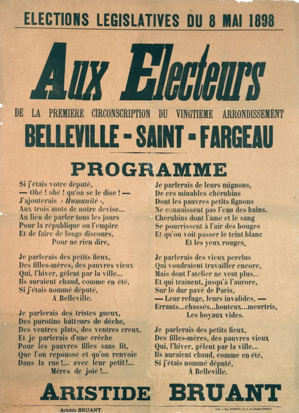 ELECTIONS LEGISLATIVES DU 8 MAI 1898
Aux Electeurs
DE LA PREMIERE CIRCONSCRIPTION DU VINGTIEME ARRONDISSEMENT
BELLEVILLE - SAINT - FARGEAU
PROGRAMME
Si j'étais votre député,
— Ohé ! ohé ! qu'on se le dise ! —
J'ajouterais « Humanité »,
Aux trois mots de notre devise...
Au lieu de parler tous les jours
Pour la république ou l'empire
Et de faire de longs discours,
Pour ne rien dire,
Je parlerais des petits fieux,
Des filles-mères, des pauvres vieux
Qui, l'hiver, gèlent par la ville...
Ils auraient chaud, comme en été,
Si j'étais nommé député,
A Belleville.
Je parlerais des tristes gueux,
Des purotins batteurs de dèche,
Des ventres plats, des ventres creux,
Et je parlerais d'une crèche
Pour les pauvres filles sans lit,
Que l'on repousse et qu'on renvoie
Dans la rue !... avec leur petit !...
Mères de joie !...
Je parlerais de leurs mignons,
De ces minables chérubins
Dont les pauvres petits fignons
Ne connaissent pas l'eau des bains,
Chérubins dont l'âme et le sang
Se pourrissent à l'air des bouges
Et qu'on voit passer le teint blanc
Et les yeux rouges,
Je parlerais des vieux perclus
Qui voudraient travailler encore,
Mais dont l'atelier ne veut plus...
Et qui traînent, jusqu'à l'aurore,
Sur le dur pavé de Paris,
— Leur refuge, leurs invalides, —
Errants...chassés...honteux...meurtris,
Les boyaux vides.
Je parlerais des petits fieux,
Des filles-mères, des pauvres vieux
Qui, l'hiver, gèlent par la ville...
Ils auraient chaud, comme en été,
Si j'étais nommé député,
A Belleville.
ARISTIDE BRUANT
Aristide BRUANT